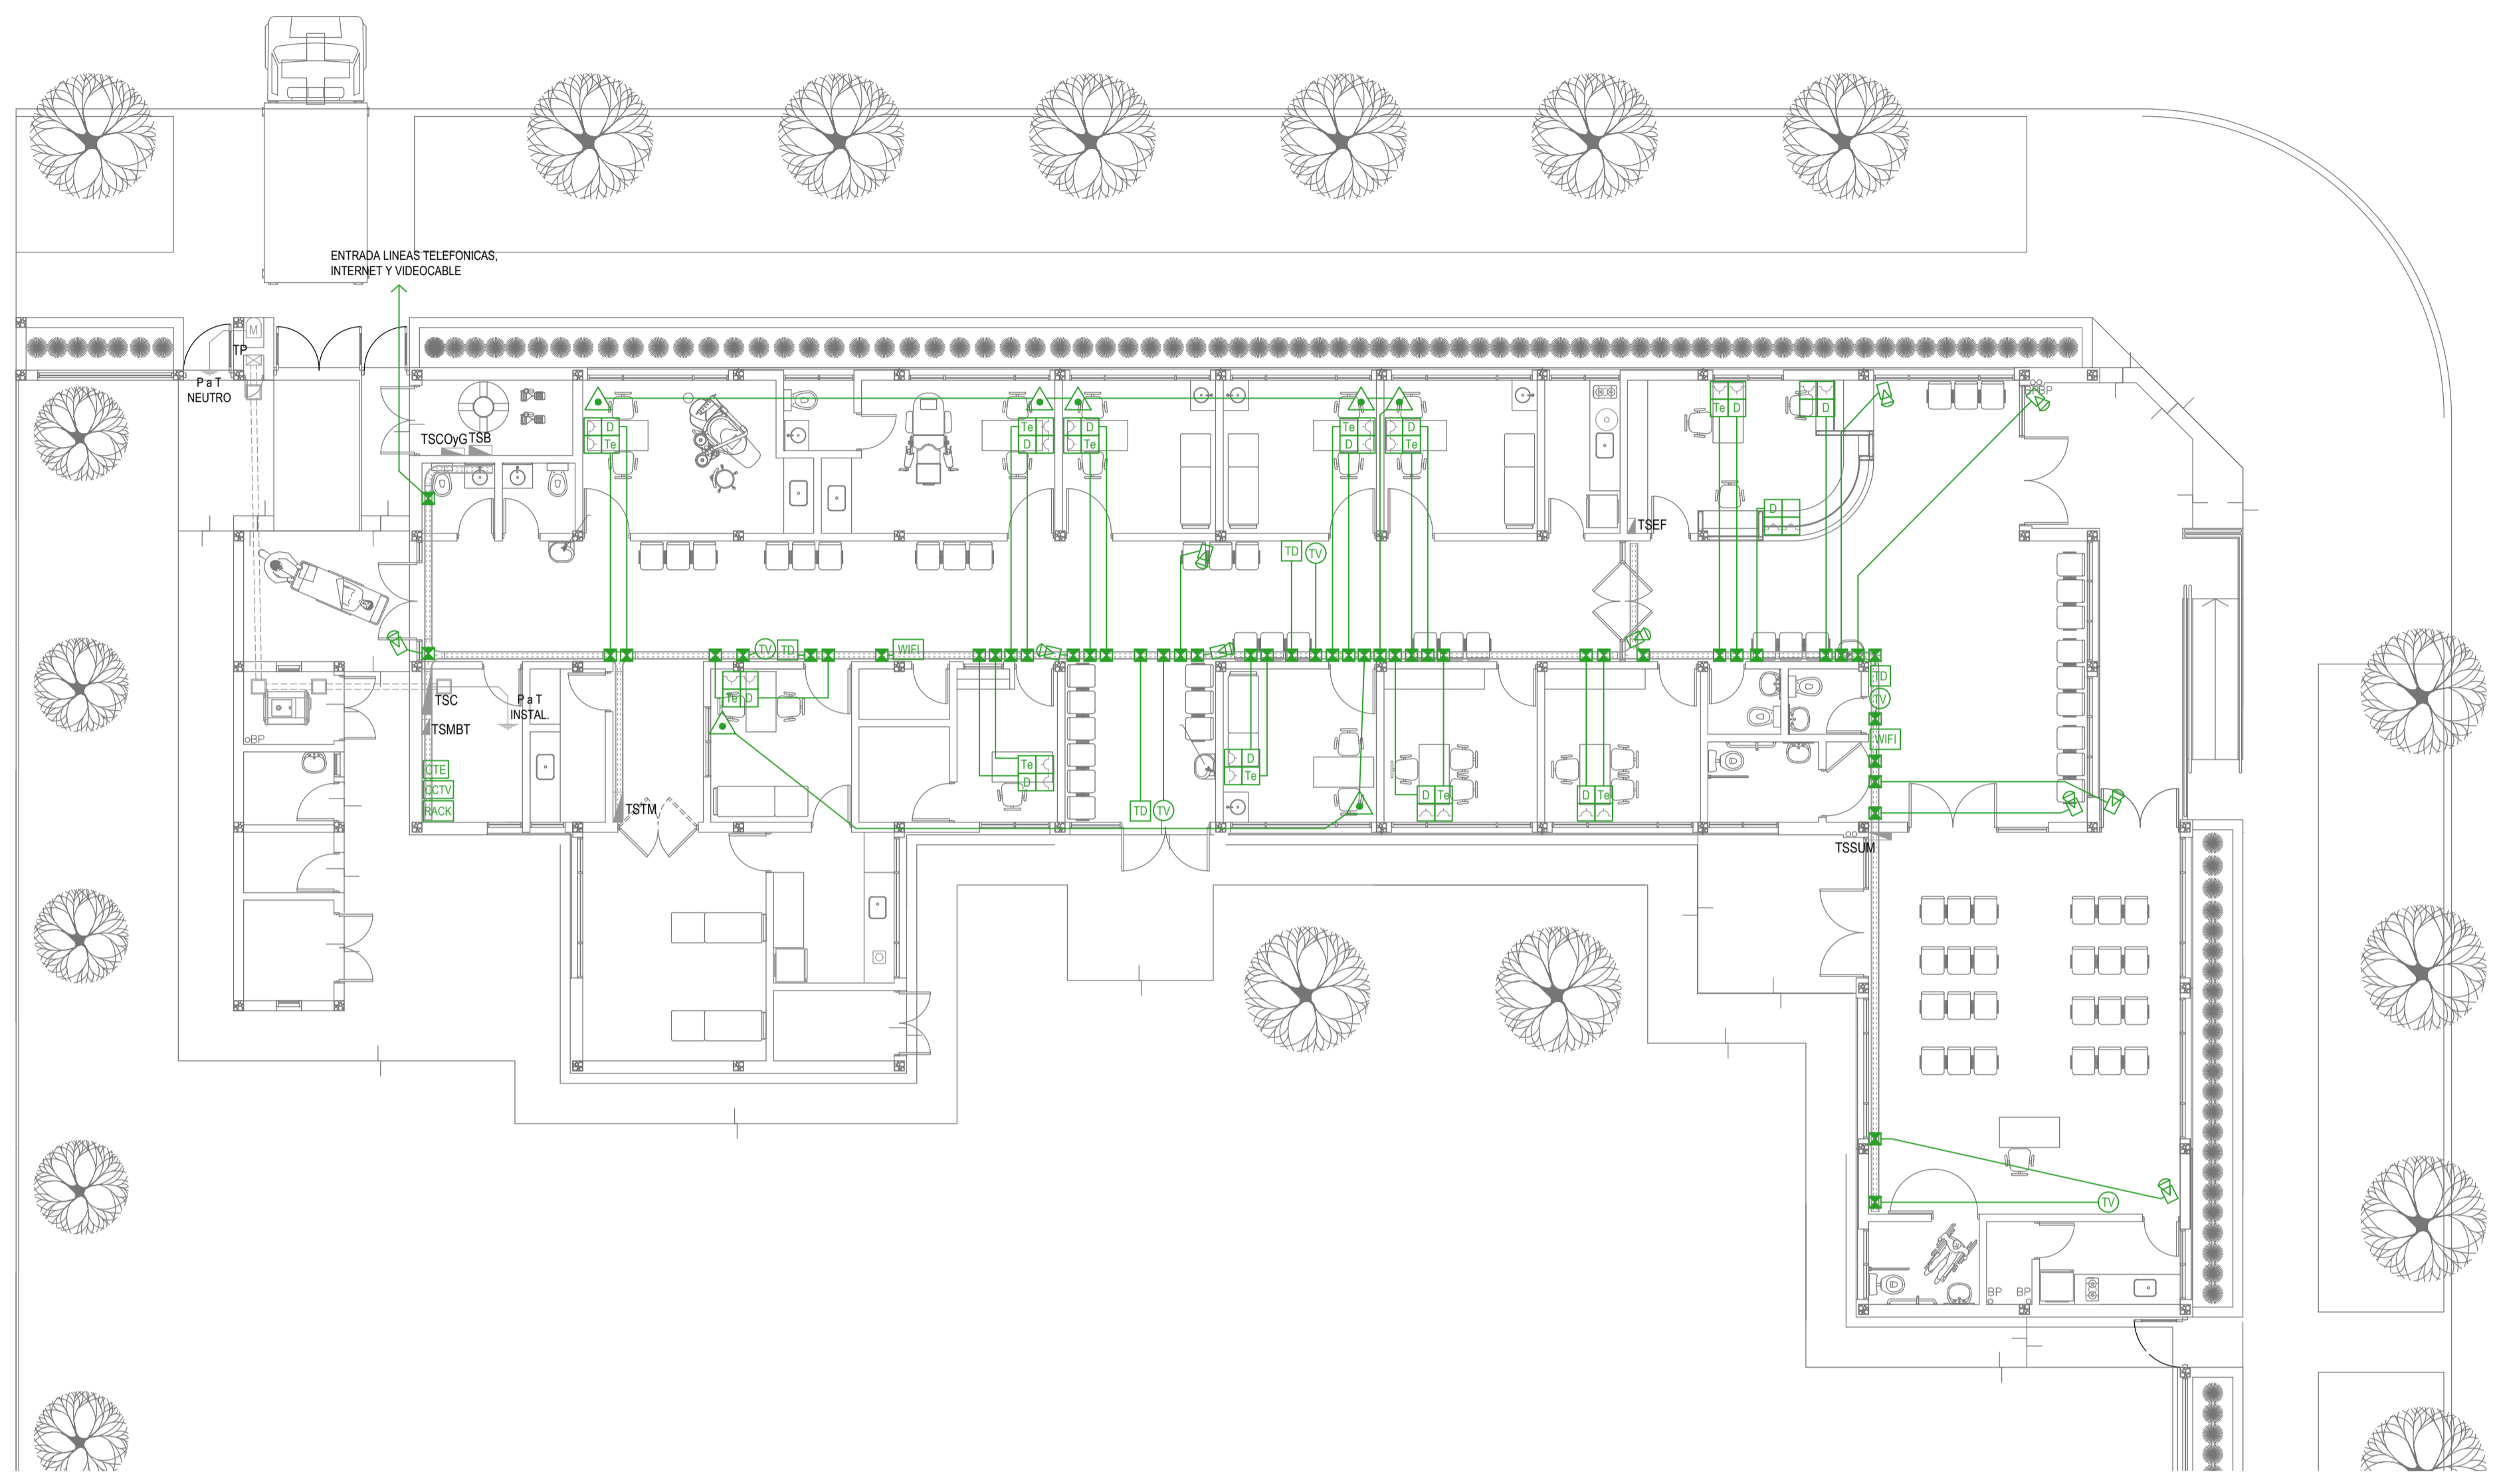 ENTRADA LINEAS TELEFONICAS,
INTERNET Y VIDEOCABLE
M
TP
P a T
NEUTRO
TSCOyG
TSB
D
Te
Te
D
D
Te
Te
D
D
Te
Te
D
D
D
BP
TSEF
TD
TV
TV
TD
WIFI
TD
TV
WIFI
TSC
P a T
INSTAL.
TSMBT
BP
CTE
CCTV
RACK
TSTM
Te
D
Te
D
TD
TV
D
Te
D
Te
D
Te
TSSUM
TV
BP
BP